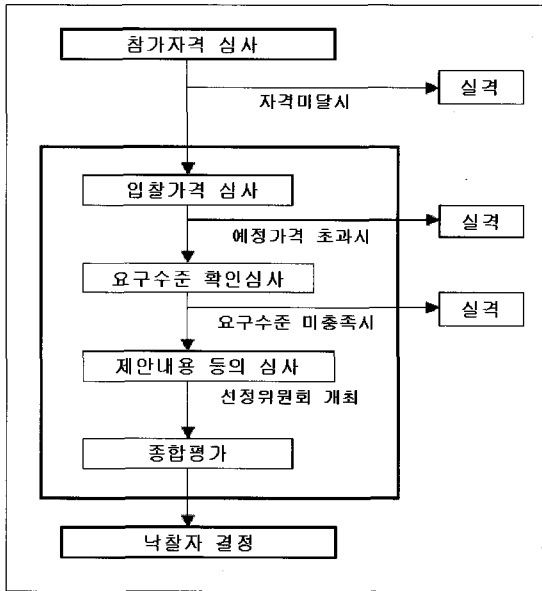 참가자격 심사
실격
자격미달시
입찰가격 심사
실격
예정가격 초과시
요구수준 확인심사
실격
요구수준 미충족시
제안내용 등의 심사
선정위원회 개최
종합평가
낙찰자 결정